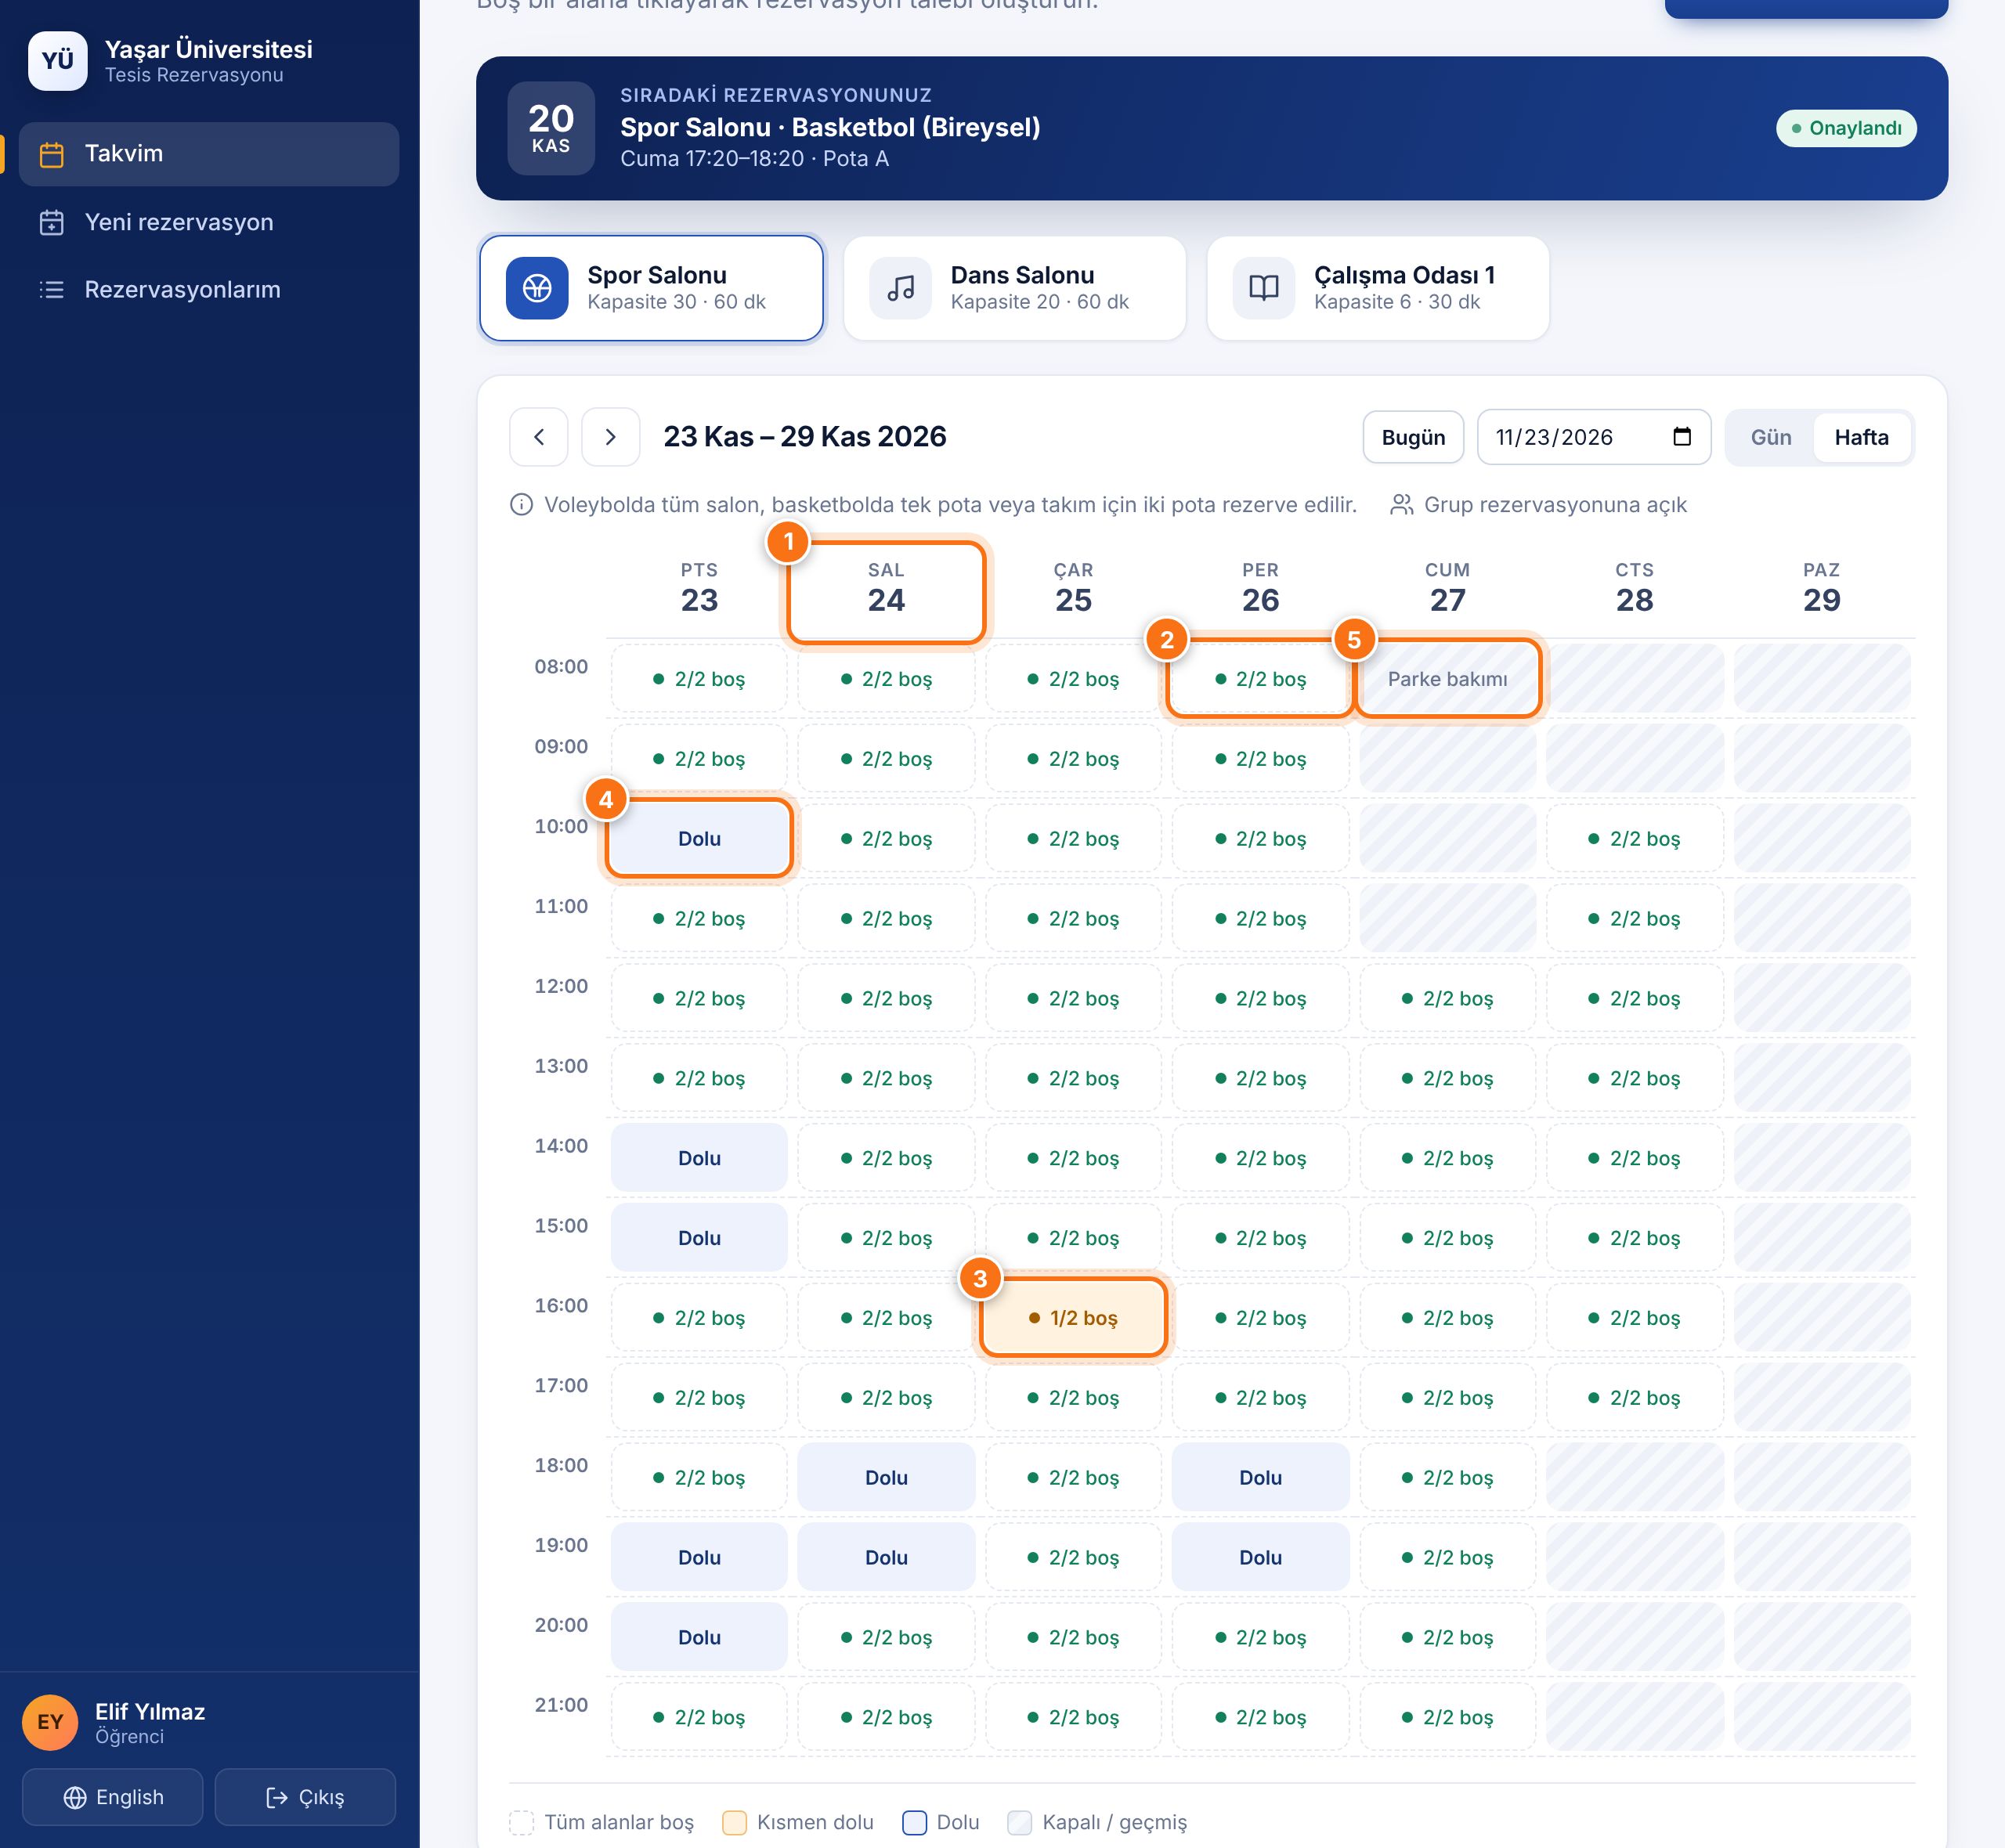 Boş bir alana tıklayarak rezervasyon talebi oluşturun.
YÜ
Yaşar Üniversitesi
Tesis Rezervasyonu
Takvim
Yeni rezervasyon
Rezervasyonlarım
20
KAS
SIRADAKİ REZERVASYONUNUZ
Spor Salonu · Basketbol (Bireysel)
Cuma 17:20–18:20 · Pota A
Onaylandı
Spor Salonu
Kapasite 30 · 60 dk
Dans Salonu
Kapasite 20 · 60 dk
Çalışma Odası 1
Kapasite 6 · 30 dk
23 Kas – 29 Kas 2026
Bugün
11/23/2026
Gün
Hafta
Voleybolda tüm salon, basketbolda tek pota veya takım için iki pota rezerve edilir.
Grup rezervasyonuna açık
1
PTS SAL ÇAR PER CUM CTS PAZ
23 24 25 26 27 28 29
2 5
08:00 2/2 boş 2/2 boş 2/2 boş 2/2 boş Parke bakımı
09:00 2/2 boş 2/2 boş 2/2 boş 2/2 boş
4
10:00 Dolu 2/2 boş 2/2 boş 2/2 boş 2/2 boş
11:00 2/2 boş 2/2 boş 2/2 boş 2/2 boş 2/2 boş
12:00 2/2 boş 2/2 boş 2/2 boş 2/2 boş 2/2 boş 2/2 boş
13:00 2/2 boş 2/2 boş 2/2 boş 2/2 boş 2/2 boş 2/2 boş
14:00 Dolu 2/2 boş 2/2 boş 2/2 boş 2/2 boş 2/2 boş
15:00 Dolu 2/2 boş 2/2 boş 2/2 boş 2/2 boş 2/2 boş
3
16:00 2/2 boş 2/2 boş 1/2 boş 2/2 boş 2/2 boş 2/2 boş
17:00 2/2 boş 2/2 boş 2/2 boş 2/2 boş 2/2 boş 2/2 boş
18:00 2/2 boş Dolu 2/2 boş Dolu 2/2 boş
19:00 Dolu Dolu 2/2 boş Dolu 2/2 boş
20:00 Dolu 2/2 boş 2/2 boş 2/2 boş 2/2 boş
21:00 2/2 boş 2/2 boş 2/2 boş 2/2 boş 2/2 boş
Tüm alanlar boş
Kısmen dolu
Dolu
Kapalı / geçmiş
EY
Elif Yılmaz
Öğrenci
English
Çıkış